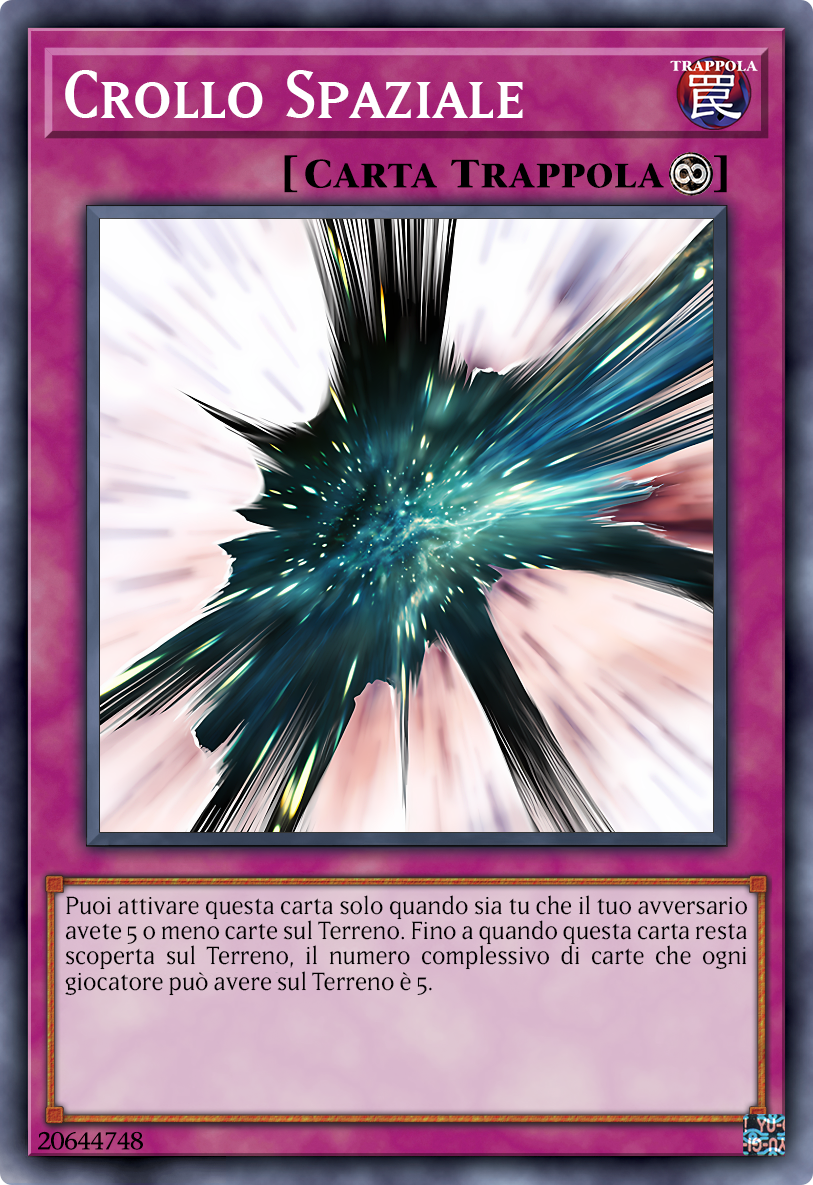 Crollo Spaziale
TRAPPOLA
罠
[Carta Trappola]
Puoi attivare questa carta solo quando sia tu che il tuo avversario
avete 5 o meno carte sul Terreno. Fino a quando questa carta resta
scoperta sul Terreno, il numero complessivo di carte che ogni
giocatore può avere sul Terreno è 5.
20644748